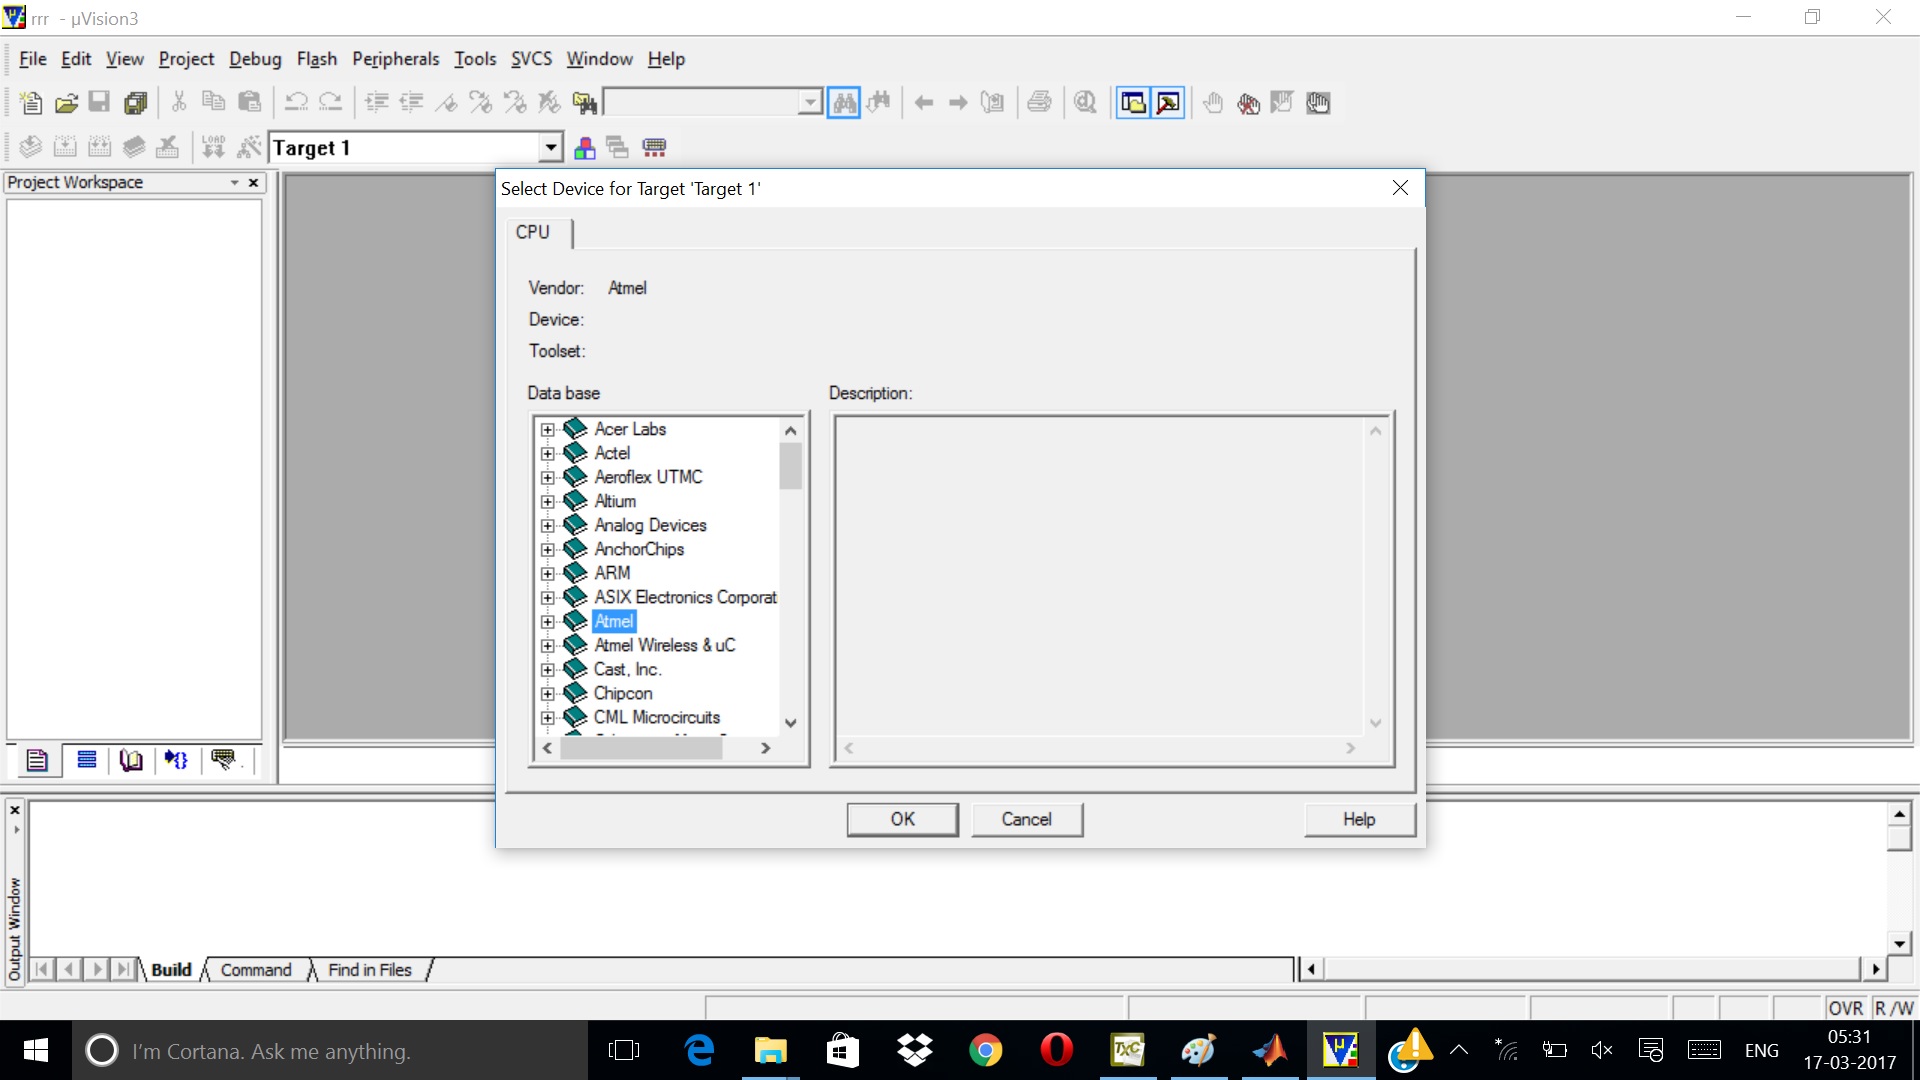 rrr - µVision3
File Edit View Project Debug Flash Peripherals Tools SVCS Window Help
LOAD
Target 1
Project Workspace
Select Device for Target 'Target 1'
CPU
Vendor: Atmel
Device:
Toolset:
Data base
Description:
Acer Labs
Actel
Aeroflex UTMC
Altium
Analog Devices
AnchorChips
ARM
ASIX Electronics Corporat
Atmel
Atmel Wireless & uC
Cast, Inc.
Chipcon
CML Microcircuits
OK Cancel Help
Output Window
Build Command Find in Files
OVR R /W
I'm Cortana. Ask me anything.
TXC
ENG
05:31
17-03-2017